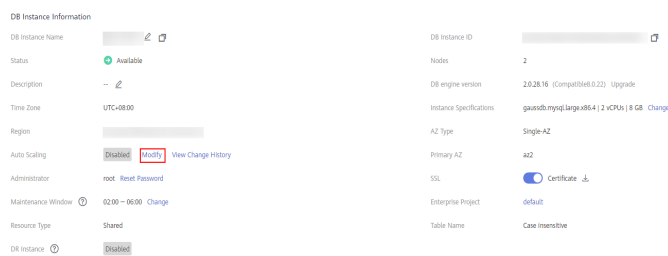 DB Instance Information
DB Instance Name
DB Instance ID
Status Available
Nodes 2
Description --
DB engine version 2.0.28.16 (Compatible8.0.22) Upgrade
Time Zone UTC+08:00
Instance Specifications gaussdb.mysql.large.x86.4 | 2 vCPUs | 8 GB Change
Region
AZ Type Single-AZ
Auto Scaling Disabled Modify View Change History
Primary AZ az2
Administrator root Reset Password
SSL Certificate
Maintenance Window 02:00 – 06:00 Change
Enterprise Project default
Resource Type Shared
Table Name Case insensitive
DR Instance Disabled